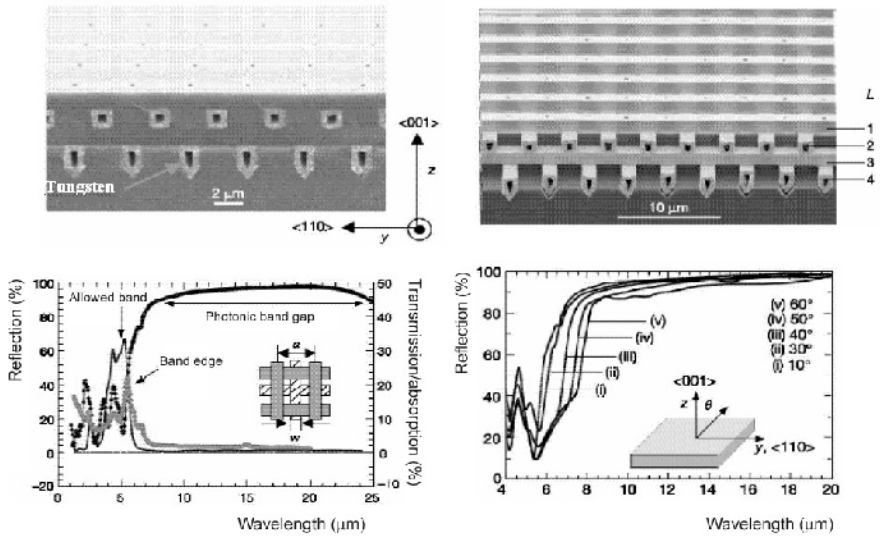 <001>
z
<110>
y
Tungsten
2 μm
L
1
2
3
4
10 μm
Reflection (%)
100
80
60
40
20
0
−20
Allowed band
Photonic band gap
Band edge
a
w
50
40
30
20
10
0
−10
Transmission/absorption (%)
0
5
10
15
20
25
Wavelength (μm)
Reflection (%)
100
80
60
40
20
0
(v)
(iv)
(iii)
(ii)
(i)
(v) 60°
(iv) 50°
(iii) 40°
(ii) 30°
(i) 10°
<001>
z
θ
y, <110>
4
6
8
10
12
14
16
18
20
Wavelength (μm)